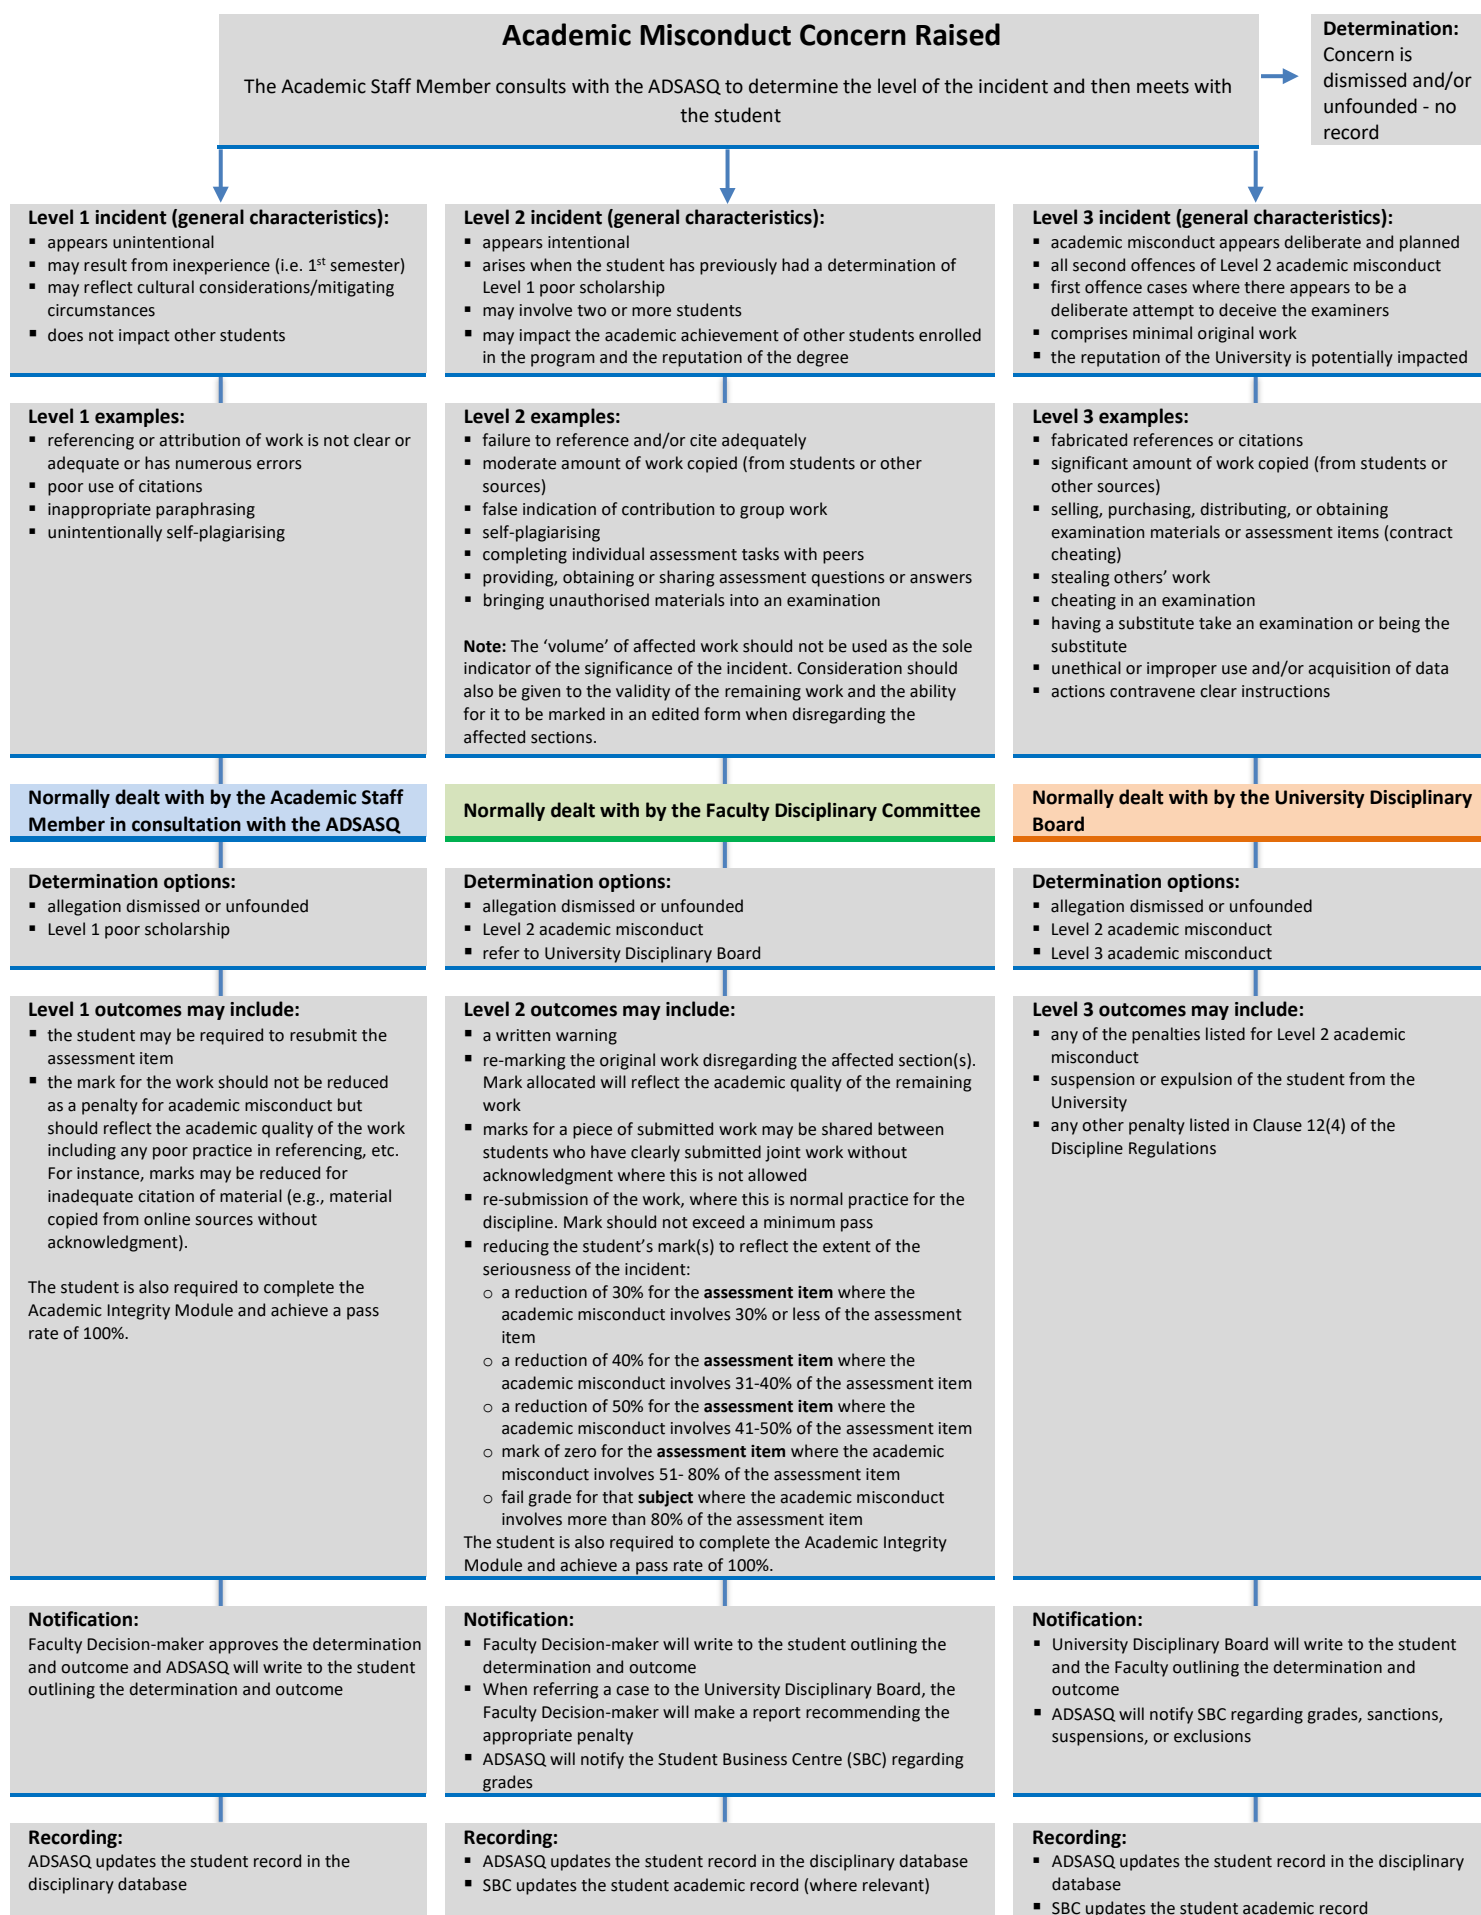 Academic Misconduct Concern Raised
The Academic Staff Member consults with the ADSASQ to determine the level of the incident and then meets with
the student
Determination:
Concern is
dismissed and/or
unfounded - no
record
Level 1 incident (general characteristics):
▪ appears unintentional
▪ may result from inexperience (i.e. 1st semester)
▪ may reflect cultural considerations/mitigating
circumstances
▪ does not impact other students
Level 2 incident (general characteristics):
▪ appears intentional
▪ arises when the student has previously had a determination of
Level 1 poor scholarship
▪ may involve two or more students
▪ may impact the academic achievement of other students enrolled
in the program and the reputation of the degree
Level 3 incident (general characteristics):
▪ academic misconduct appears deliberate and planned
▪ all second offences of Level 2 academic misconduct
▪ first offence cases where there appears to be a
deliberate attempt to deceive the examiners
▪ comprises minimal original work
▪ the reputation of the University is potentially impacted
Level 1 examples:
▪ referencing or attribution of work is not clear or
adequate or has numerous errors
▪ poor use of citations
▪ inappropriate paraphrasing
▪ unintentionally self-plagiarising
Level 2 examples:
▪ failure to reference and/or cite adequately
▪ moderate amount of work copied (from students or other
sources)
▪ false indication of contribution to group work
▪ self-plagiarising
▪ completing individual assessment tasks with peers
▪ providing, obtaining or sharing assessment questions or answers
▪ bringing unauthorised materials into an examination
Note: The ‘volume’ of affected work should not be used as the sole
indicator of the significance of the incident. Consideration should
also be given to the validity of the remaining work and the ability
for it to be marked in an edited form when disregarding the
affected sections.
Level 3 examples:
▪ fabricated references or citations
▪ significant amount of work copied (from students or
other sources)
▪ selling, purchasing, distributing, or obtaining
examination materials or assessment items (contract
cheating)
▪ stealing others’ work
▪ cheating in an examination
▪ having a substitute take an examination or being the
substitute
▪ unethical or improper use and/or acquisition of data
▪ actions contravene clear instructions
Normally dealt with by the Academic Staff
Member in consultation with the ADSASQ
Normally dealt with by the Faculty Disciplinary Committee
Normally dealt with by the University Disciplinary
Board
Determination options:
▪ allegation dismissed or unfounded
▪ Level 1 poor scholarship
Determination options:
▪ allegation dismissed or unfounded
▪ Level 2 academic misconduct
▪ refer to University Disciplinary Board
Determination options:
▪ allegation dismissed or unfounded
▪ Level 2 academic misconduct
▪ Level 3 academic misconduct
Level 1 outcomes may include:
▪ the student may be required to resubmit the
assessment item
▪ the mark for the work should not be reduced
as a penalty for academic misconduct but
should reflect the academic quality of the work
including any poor practice in referencing, etc.
For instance, marks may be reduced for
inadequate citation of material (e.g., material
copied from online sources without
acknowledgment).
The student is also required to complete the
Academic Integrity Module and achieve a pass
rate of 100%.
Level 2 outcomes may include:
▪ a written warning
▪ re-marking the original work disregarding the affected section(s).
Mark allocated will reflect the academic quality of the remaining
work
▪ marks for a piece of submitted work may be shared between
students who have clearly submitted joint work without
acknowledgment where this is not allowed
▪ re-submission of the work, where this is normal practice for the
discipline. Mark should not exceed a minimum pass
▪ reducing the student’s mark(s) to reflect the extent of the
seriousness of the incident:
○ a reduction of 30% for the assessment item where the
academic misconduct involves 30% or less of the assessment
item
○ a reduction of 40% for the assessment item where the
academic misconduct involves 31-40% of the assessment item
○ a reduction of 50% for the assessment item where the
academic misconduct involves 41-50% of the assessment item
○ mark of zero for the assessment item where the academic
misconduct involves 51- 80% of the assessment item
○ fail grade for that subject where the academic misconduct
involves more than 80% of the assessment item
The student is also required to complete the Academic Integrity
Module and achieve a pass rate of 100%.
Level 3 outcomes may include:
▪ any of the penalties listed for Level 2 academic
misconduct
▪ suspension or expulsion of the student from the
University
▪ any other penalty listed in Clause 12(4) of the
Discipline Regulations
Notification:
Faculty Decision-maker approves the determination
and outcome and ADSASQ will write to the student
outlining the determination and outcome
Notification:
▪ Faculty Decision-maker will write to the student outlining the
determination and outcome
▪ When referring a case to the University Disciplinary Board, the
Faculty Decision-maker will make a report recommending the
appropriate penalty
▪ ADSASQ will notify the Student Business Centre (SBC) regarding
grades
Notification:
▪ University Disciplinary Board will write to the student
and the Faculty outlining the determination and
outcome
▪ ADSASQ will notify SBC regarding grades, sanctions,
suspensions, or exclusions
Recording:
ADSASQ updates the student record in the
disciplinary database
Recording:
▪ ADSASQ updates the student record in the disciplinary database
▪ SBC updates the student academic record (where relevant)
Recording:
▪ ADSASQ updates the student record in the disciplinary
database
▪ SBC updates the student academic record